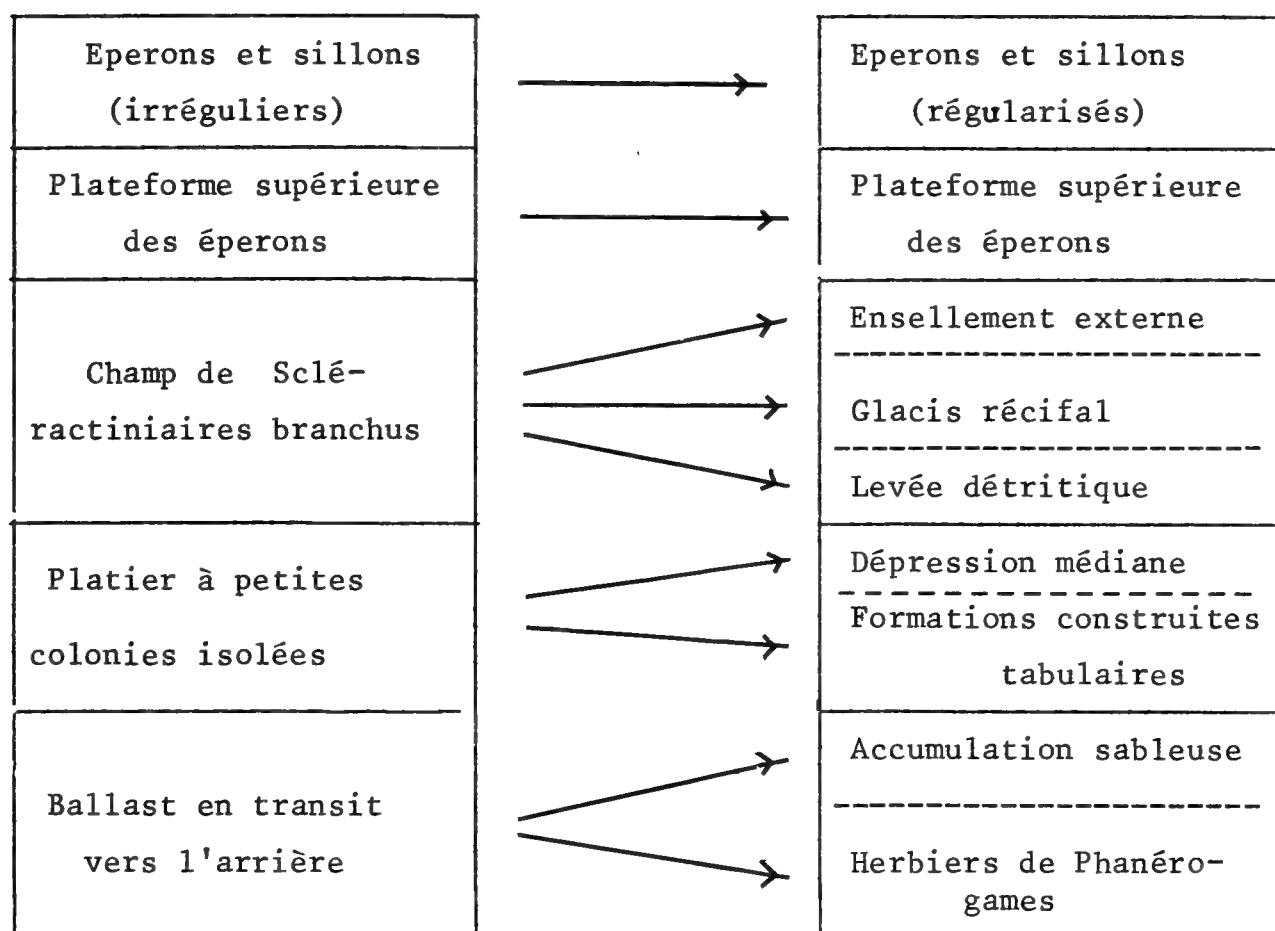 Eperons et sillons
(irréguliers)
Plateforme supérieure
des éperons
Champ de Sclé-
ractiniaires branchus
Platier à petites
colonies isolées
Ballast en transit
vers l'arrière
Eperons et sillons
(régularisés)
Plateforme supérieure
des éperons
Ensellement externe
Glacis récifal
Levée détritique
Dépression médiane
Formations construites
tabulaires
Accumulation sableuse
Herbiers de Phanéro-
games